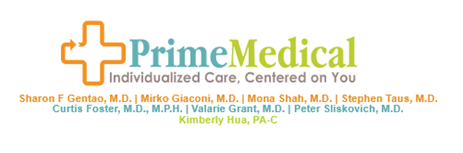 PrimeMedical
Individualized Care, Centered on You
Sharon F Gentao, M.D. | Mirko Giaconi, M.D. | Mona Shah, M.D. | Stephen Taus, M.D.
Curtis Foster, M.D., M.P.H. | Valarie Grant, M.D. | Peter Sliskovich, M.D.
Kimberly Hua, PA-C